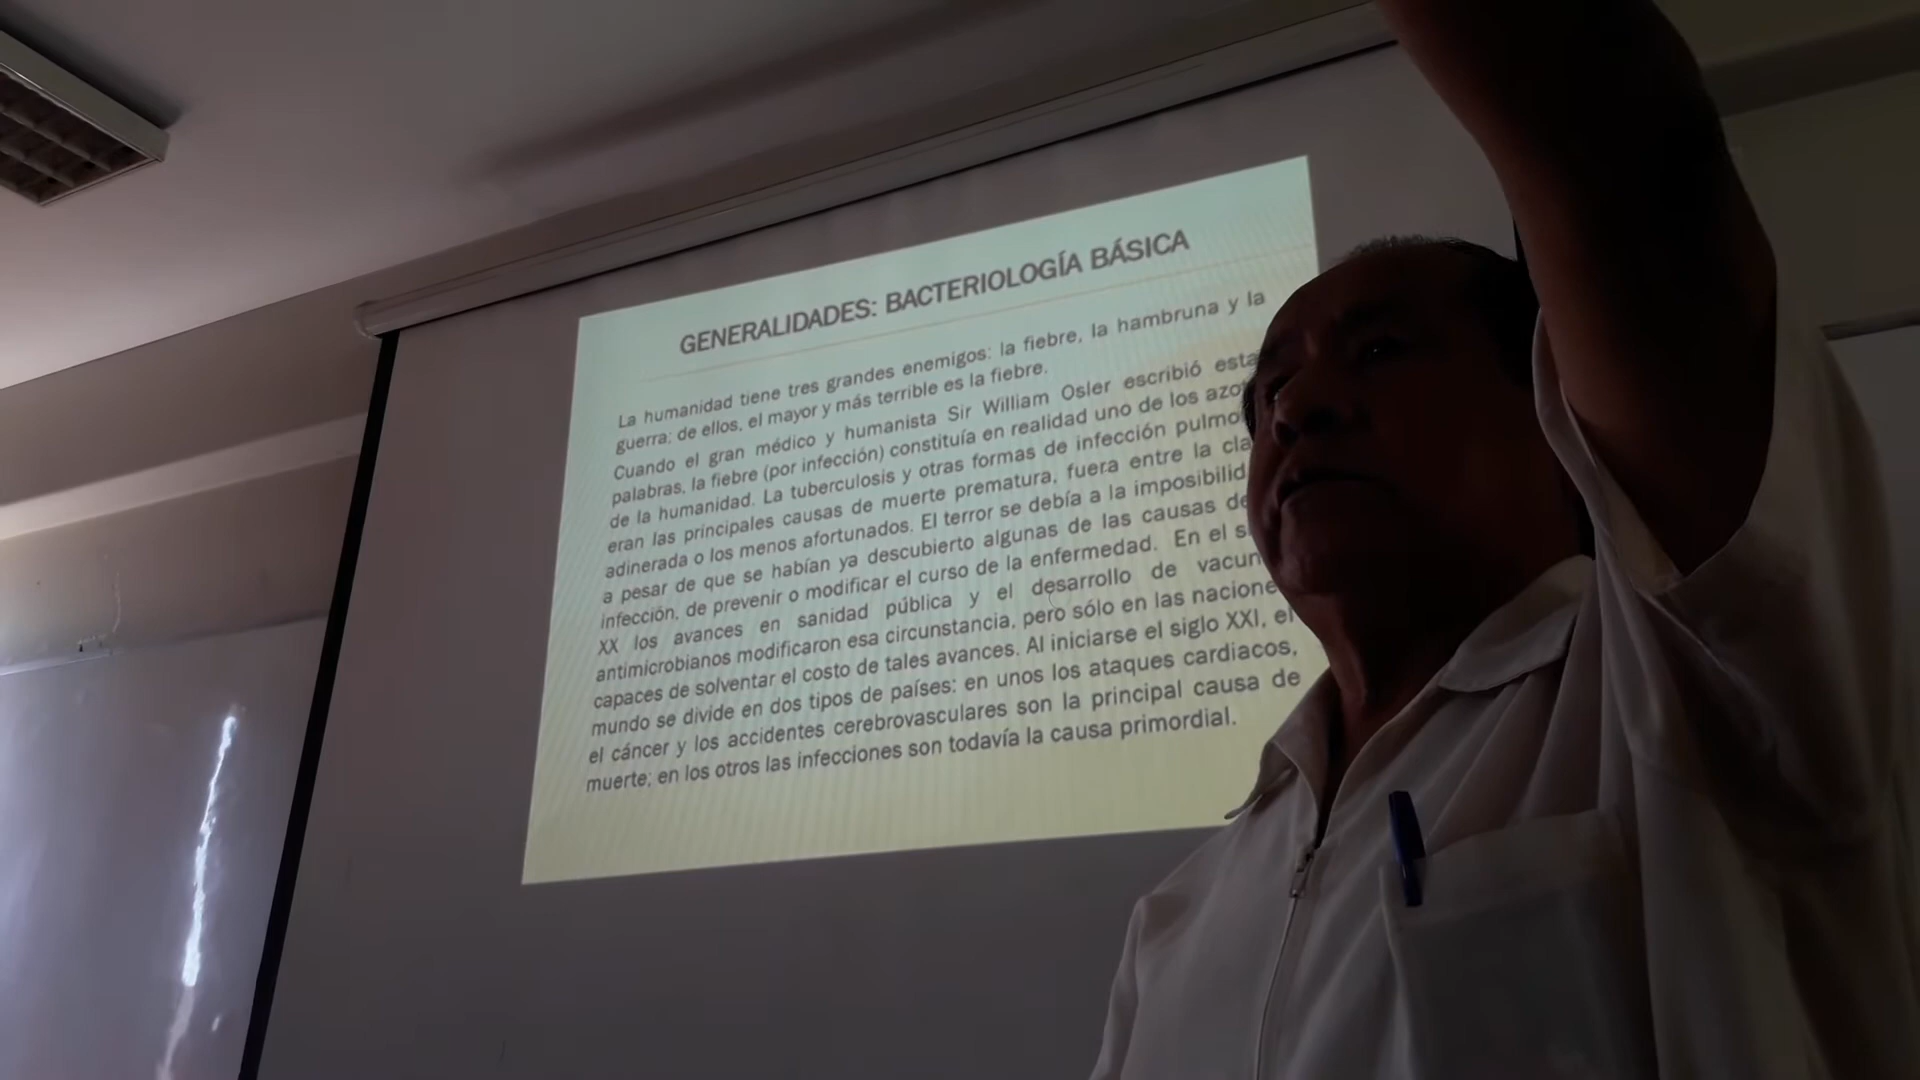 GENERALIDADES: BACTERIOLOGÍA BÁSICA
La humanidad tiene tres grandes enemigos: la fiebre, la hambruna y la
guerra; de ellos, el mayor y más terrible es la fiebre.
Cuando el gran médico y humanista Sir William Osler escribió
palabras, la fiebre (por infección) constituía en realidad uno de los
de la humanidad. La tuberculosis y otras formas de infección
eran las principales causas de muerte prematura, fuera entre la
adinerada o los menos afortunados. El terror se debía a la
a pesar de que se habían ya descubierto algunas de las causas
infección, de prevenir o modificar el curso de la enfermedad. En el
XX los avances en sanidad pública y el desarrollo de
antimicrobianos modificaron esa circunstancia, pero sólo en las
capaces de solventar el costo de tales avances. Al iniciarse el siglo XXI, el
mundo se divide en dos tipos de países: en unos los ataques cardiacos,
el cáncer y los accidentes cerebrovasculares son la principal causa de
muerte; en los otros las infecciones son todavía la causa primordial.